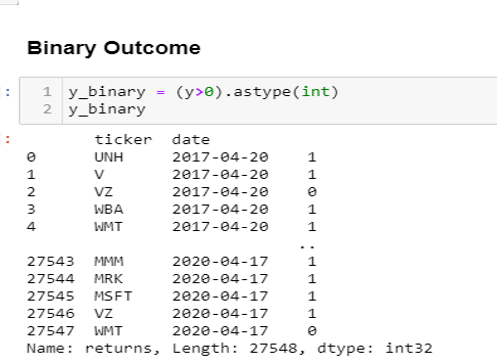 Binary Outcome
: 1 y_binary = (y>0).astype(int)
2 y_binary
: ticker date
0 UNH 2017-04-20 1
1 V 2017-04-20 1
2 VZ 2017-04-20 0
3 WBA 2017-04-20 1
4 WMT 2017-04-20 1
..
27543 MMM 2020-04-17 1
27544 MRK 2020-04-17 1
27545 MSFT 2020-04-17 1
27546 VZ 2020-04-17 1
27547 WMT 2020-04-17 0
Name: returns, Length: 27548, dtype: int32